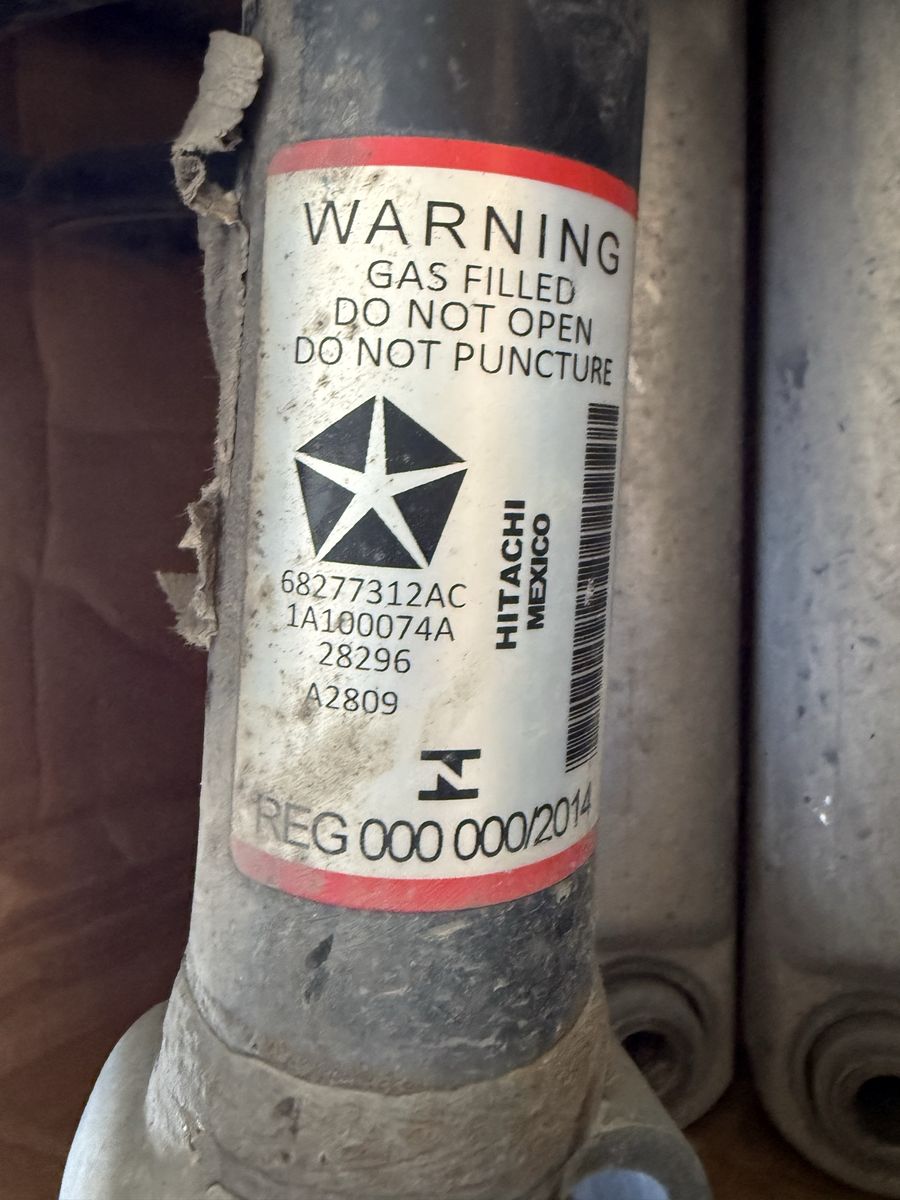 WARNING
GAS FILLED
DO NOT OPEN
DO NOT PUNCTURE
68277312AC
1A100074A
28296
A2809
HITACHI
MEXICO
REG 000 000/2014